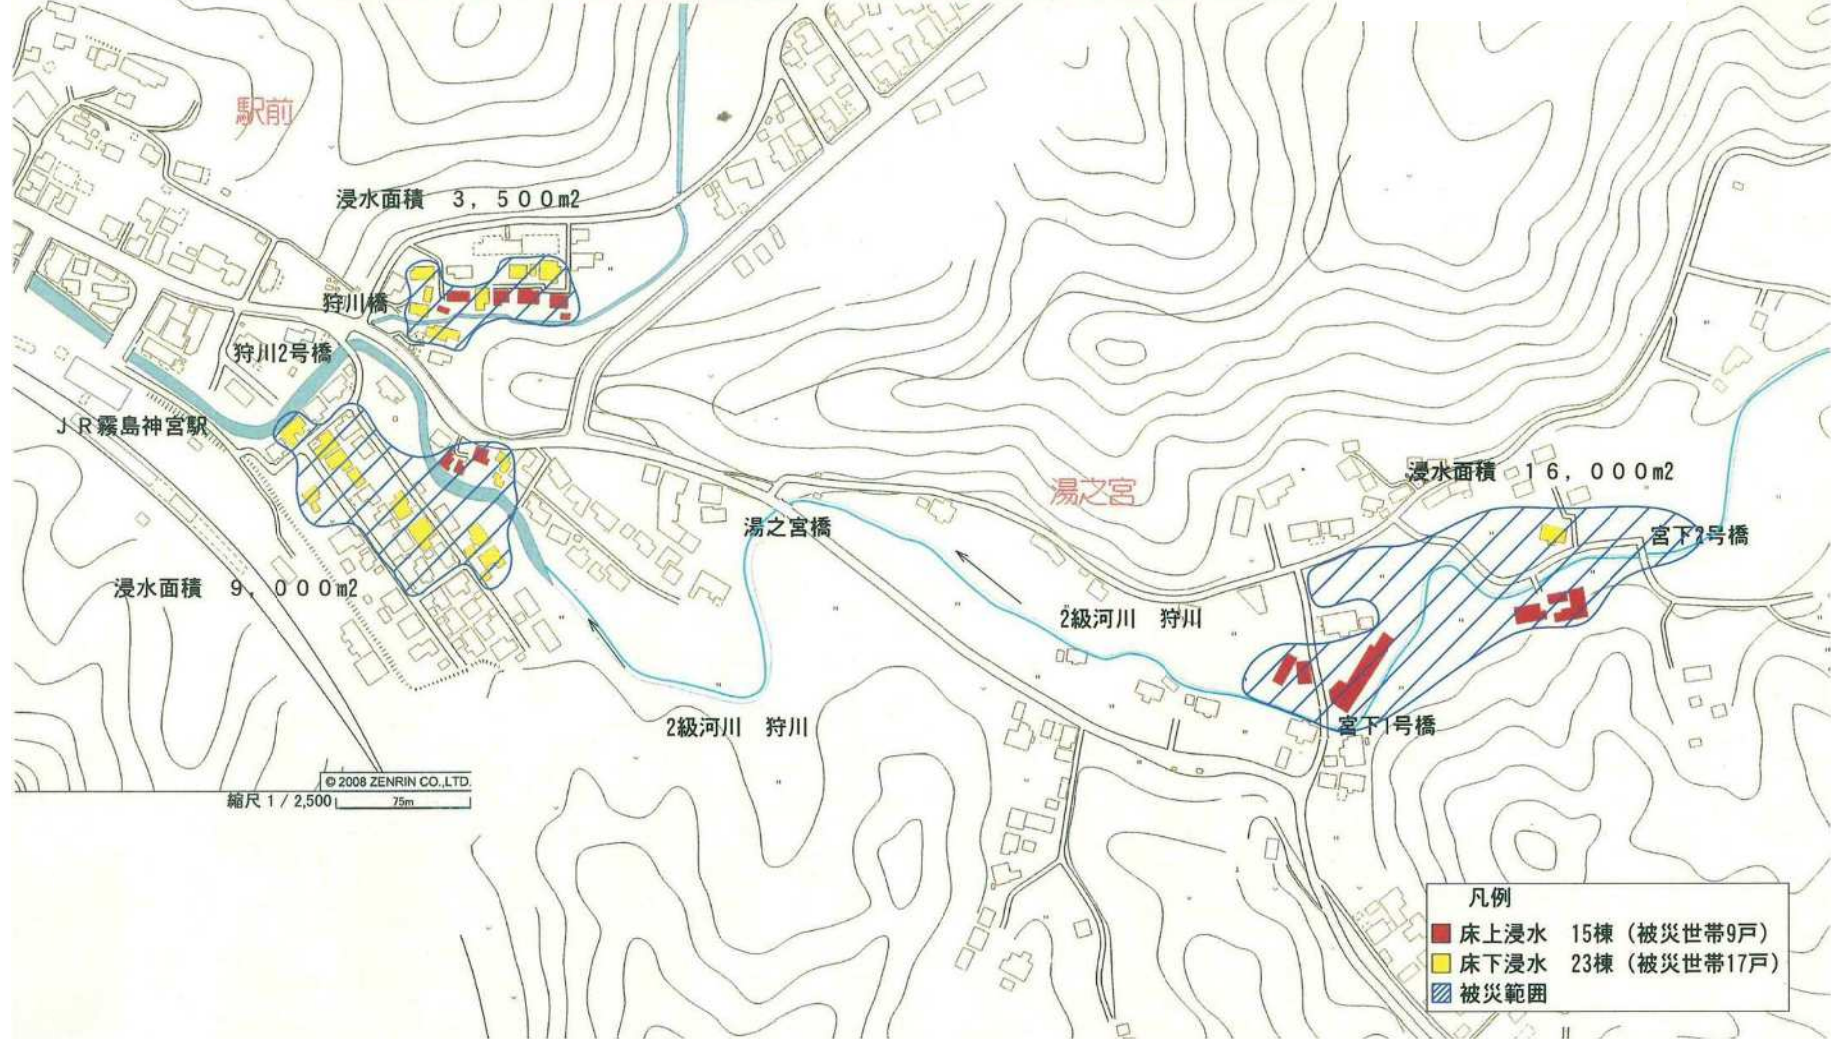 駅前
浸水面積　3，500m2
狩川橋
狩川2号橋
ＪＲ霧島神宮駅
浸水面積　9，000m2
湯之宮橋
湯之宮
浸水面積　16，000m2
宮下2号橋
2級河川　狩川
2級河川　狩川
宮下1号橋
© 2008 ZENRIN CO.,LTD.
縮尺 1 / 2,500
75m
凡例
床上浸水　15棟（被災世帯9戸）
床下浸水　23棟（被災世帯17戸）
被災範囲